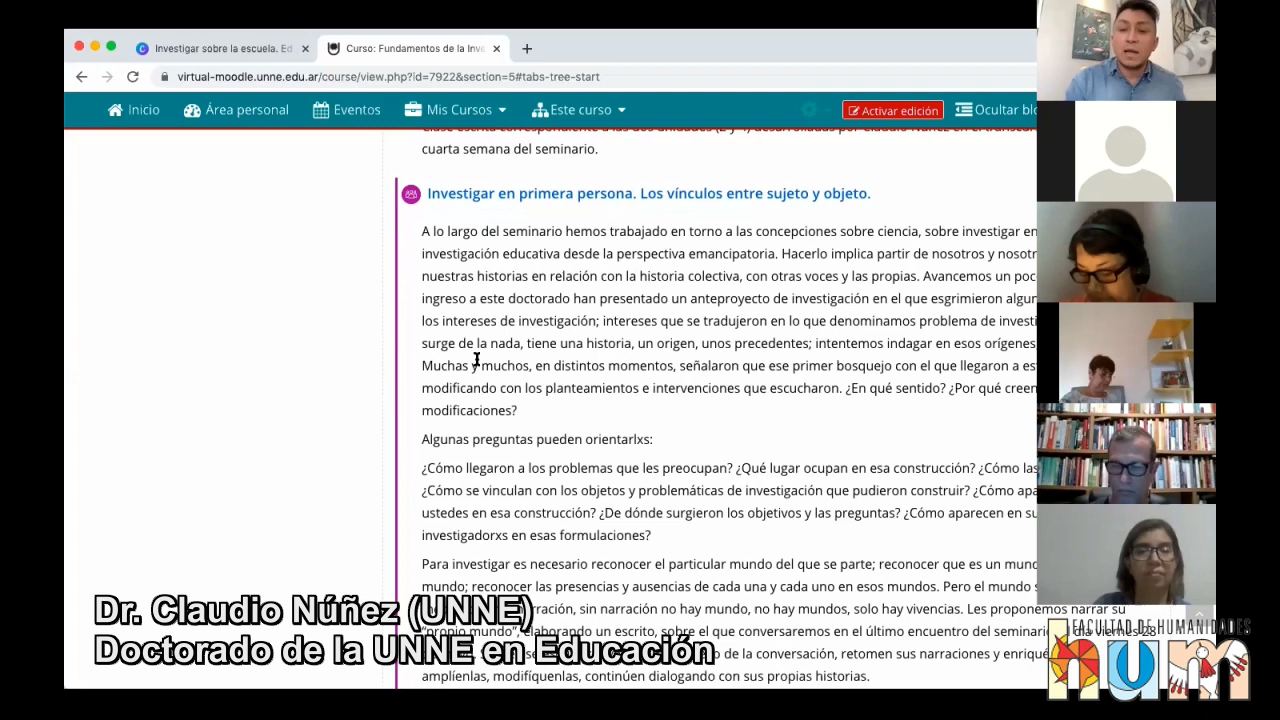 Investigar sobre la escuela. Ed
Curso: Fundamentos de la Inve
virtual-moodle.unne.edu.ar/course/view.php?id=7922&section=5#tabs-tree-start
Inicio
Área personal
Eventos
Mis Cursos
Este curso
Activar edición
Ocultar blo
cuarta semana del seminario.
Investigar en primera persona. Los vínculos entre sujeto y objeto.
A lo largo del seminario hemos trabajado en torno a las concepciones sobre ciencia, sobre investigar en
investigación educativa desde la perspectiva emancipatoria. Hacerlo implica partir de nosotros y nosotr
nuestras historias en relación con la historia colectiva, con otras voces y las propias. Avancemos un poc
ingreso a este doctorado han presentado un anteproyecto de investigación en el que esgrimieron algun
los intereses de investigación; intereses que se tradujeron en lo que denominamos problema de investi
surge de la nada, tiene una historia, un origen, unos precedentes; intentemos indagar en esos orígenes
Muchas y muchos, en distintos momentos, señalaron que ese primer bosquejo con el que llegaron a es
modificando con los planteamientos e intervenciones que escucharon. ¿En qué sentido? ¿Por qué creen
modificaciones?
Algunas preguntas pueden orientarlxs:
¿Cómo llegaron a los problemas que les preocupan? ¿Qué lugar ocupan en esa construcción? ¿Cómo las
¿Cómo se vinculan con los objetos y problemáticas de investigación que pudieron construir? ¿Cómo apa
ustedes en esa construcción? ¿De dónde surgieron los objetivos y las preguntas? ¿Cómo aparecen en su
investigadorxs en esas formulaciones?
Para investigar es necesario reconocer el particular mundo del que se parte; reconocer que es un mund
mundo; reconocer las presencias y ausencias de cada una y cada uno en esos mundos. Pero el mundo s
rración, sin narración no hay mundo, no hay mundos, solo hay vivencias. Les proponemos narrar su
"propio mundo", elaborando un escrito, sobre el que conversaremos en el último encuentro del seminario
día viernes 28
de la conversación, retomen sus narraciones y enriqu
amplíenlas, modifíquenlas, continúen dialogando con sus propias historias.
Dr. Claudio Núñez (UNNE)
Doctorado de la UNNE en Educación
FACULTAD DE HUMANIDADES
hum